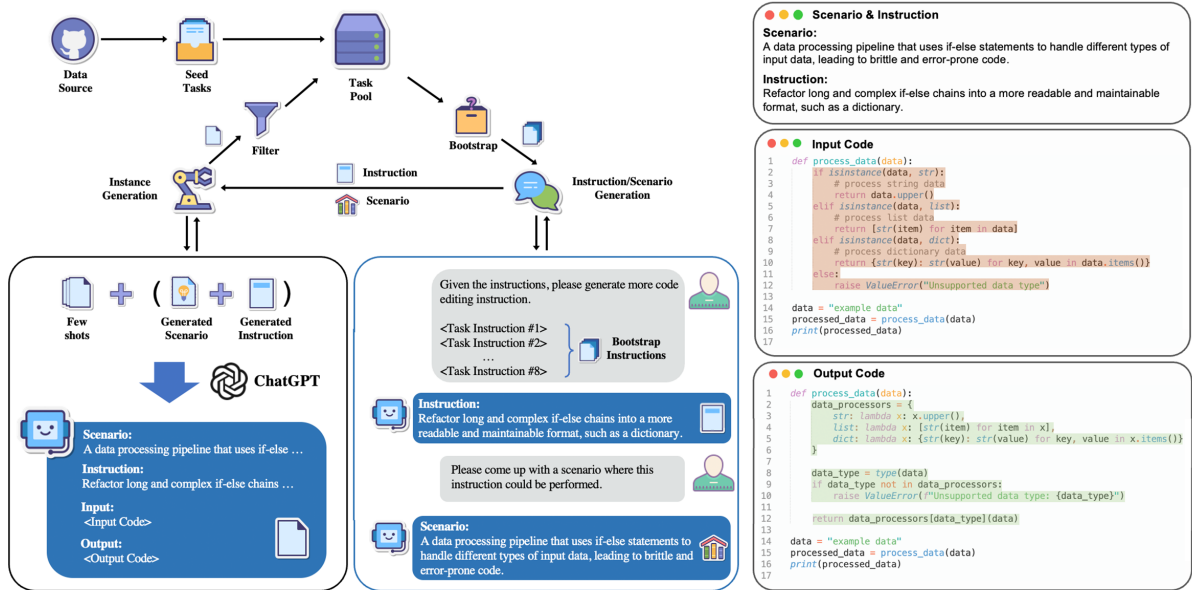 Data
Source
Seed
Tasks
Task
Pool
Filter
Bootstrap
Instance
Generation
Instruction
Scenario
Instruction/Scenario
Generation
Few
shots
Generated
Scenario
Generated
Instruction
ChatGPT
Scenario:
A data processing pipeline that uses if-else …
Instruction:
Refactor long and complex if-else chains …
Input:
<Input Code>
Output:
<Output Code>
Given the instructions, please generate more code
editing instruction.
<Task Instruction #1>
<Task Instruction #2>
…
<Task Instruction #8>
Bootstrap
Instructions
Instruction:
Refactor long and complex if-else chains into a more
readable and maintainable format, such as a dictionary.
Please come up with a scenario where this
instruction could be performed.
Scenario:
A data processing pipeline that uses if-else statements to
handle different types of input data, leading to brittle and
error-prone code.
Scenario & Instruction
Scenario:
A data processing pipeline that uses if-else statements to handle different types of
input data, leading to brittle and error-prone code.
Instruction:
Refactor long and complex if-else chains into a more readable and maintainable
format, such as a dictionary.
Input Code
1 def process_data(data):
2 if isinstance(data, str):
3 # process string data
4 return data.upper()
5 elif isinstance(data, list):
6 # process list data
7 return [str(item) for item in data]
8 elif isinstance(data, dict):
9 # process dictionary data
10 return {str(key): str(value) for key, value in data.items()}
11 else:
12 raise ValueError("Unsupported data type")
13
14 data = "example data"
15 processed_data = process_data(data)
16 print(processed_data)
17
Output Code
1 def process_data(data):
2 data_processors = {
3 str: lambda x: x.upper(),
4 list: lambda x: [str(item) for item in x],
5 dict: lambda x: {str(key): str(value) for key, value in x.items()}
6 }
7
8 data_type = type(data)
9 if data_type not in data_processors:
10 raise ValueError(f"Unsupported data type: {data_type}")
11
12 return data_processors[data_type](data)
13
14 data = "example data"
15 processed_data = process_data(data)
16 print(processed_data)
17